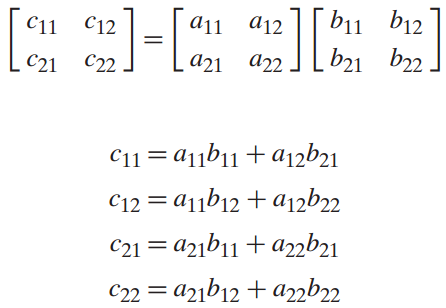 [ c11 c12 ] = [ a11 a12 ] [ b11 b12 ]
[ c21 c22 ]   [ a21 a22 ] [ b21 b22 ]
c11 = a11b11 + a12b21
c12 = a11b12 + a12b22
c21 = a21b11 + a22b21
c22 = a21b12 + a22b22